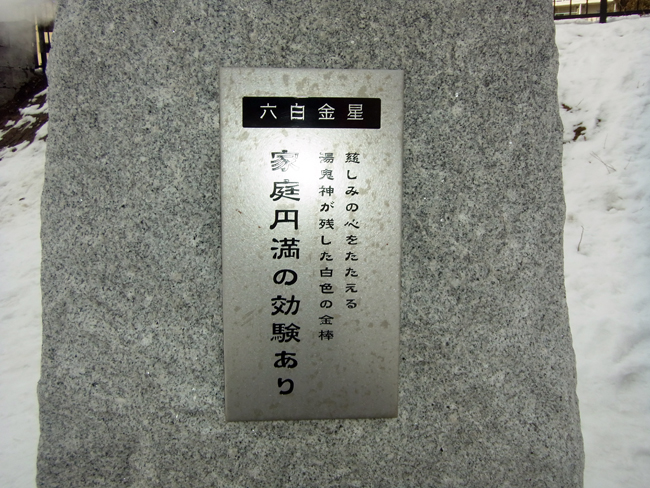 六白金星
慈しみの心をたたえる
湯鬼神が残した白色の金棒
家庭円満の効験あり